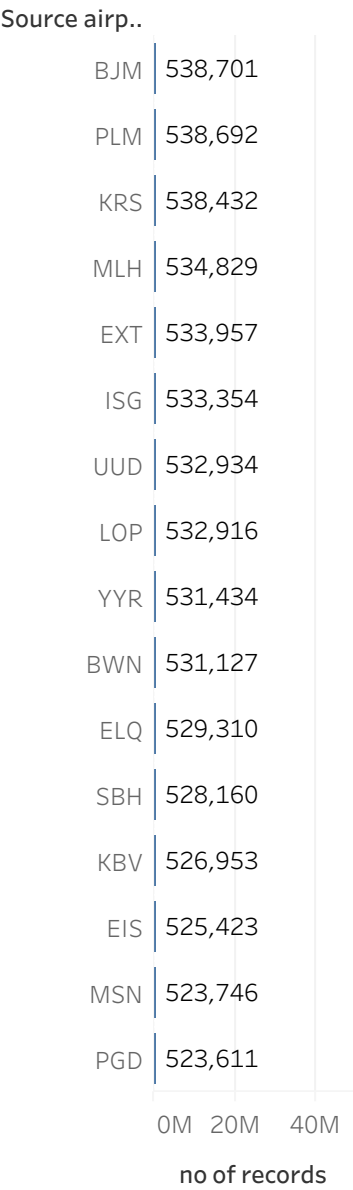 Source airp..
BJM 538,701
PLM 538,692
KRS 538,432
MLH 534,829
EXT 533,957
ISG 533,354
UUD 532,934
LOP 532,916
YYR 531,434
BWN 531,127
ELQ 529,310
SBH 528,160
KBV 526,953
EIS 525,423
MSN 523,746
PGD 523,611
0M 20M 40M
no of records